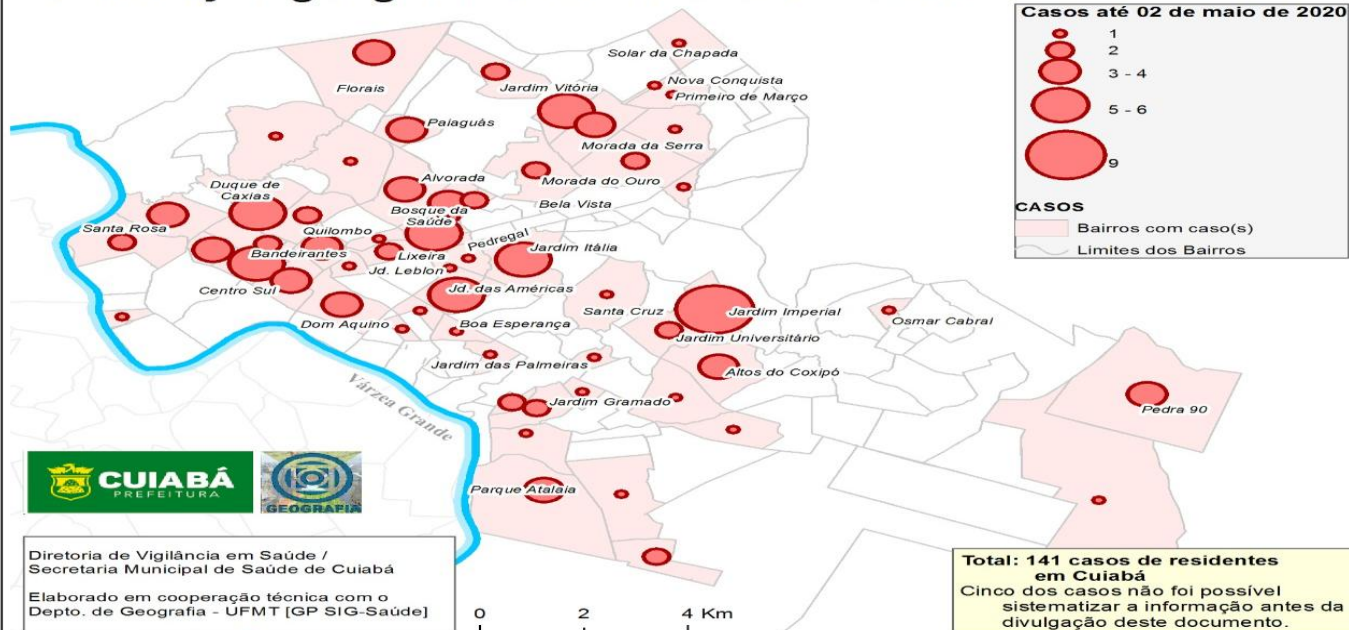 Casos até 02 de maio de 2020
1
2
3 - 4
5 - 6
9
CASOS
Bairros com caso(s)
Limites dos Bairros
Solar da Chapada
Nova Conquista
Primeiro de Março
Florais
Jardim Vitória
Paiaguás
Morada da Serra
Morada do Ouro
Alvorada
Duque de
Caxias
Bela Vista
Bosque da
Saúde
Santa Rosa
Quilombo
Pedregal
Jardim Itália
Bandeirantes
Lixeira
Jd. Leblon
Centro Sul
Jd. das Américas
Santa Cruz
Jardim Imperial
Osmar Cabral
Dom Aquino
Boa Esperança
Jardim Universitário
Jardim das Palmeiras
Altos do Coxipó
Várzea Grande
Jardim Gramado
Pedra 90
Parque Atalaia
CUIABÁ
PREFEITURA
GEOGRAFIA
Diretoria de Vigilância em Saúde /
Secretaria Municipal de Saúde de Cuiabá
Elaborado em cooperação técnica com o
Depto. de Geografia - UFMT [GP SIG-Saúde]
0 2 4 Km
Total: 141 casos de residentes
em Cuiabá
Cinco dos casos não foi possível
sistematizar a informação antes da
divulgação deste documento.